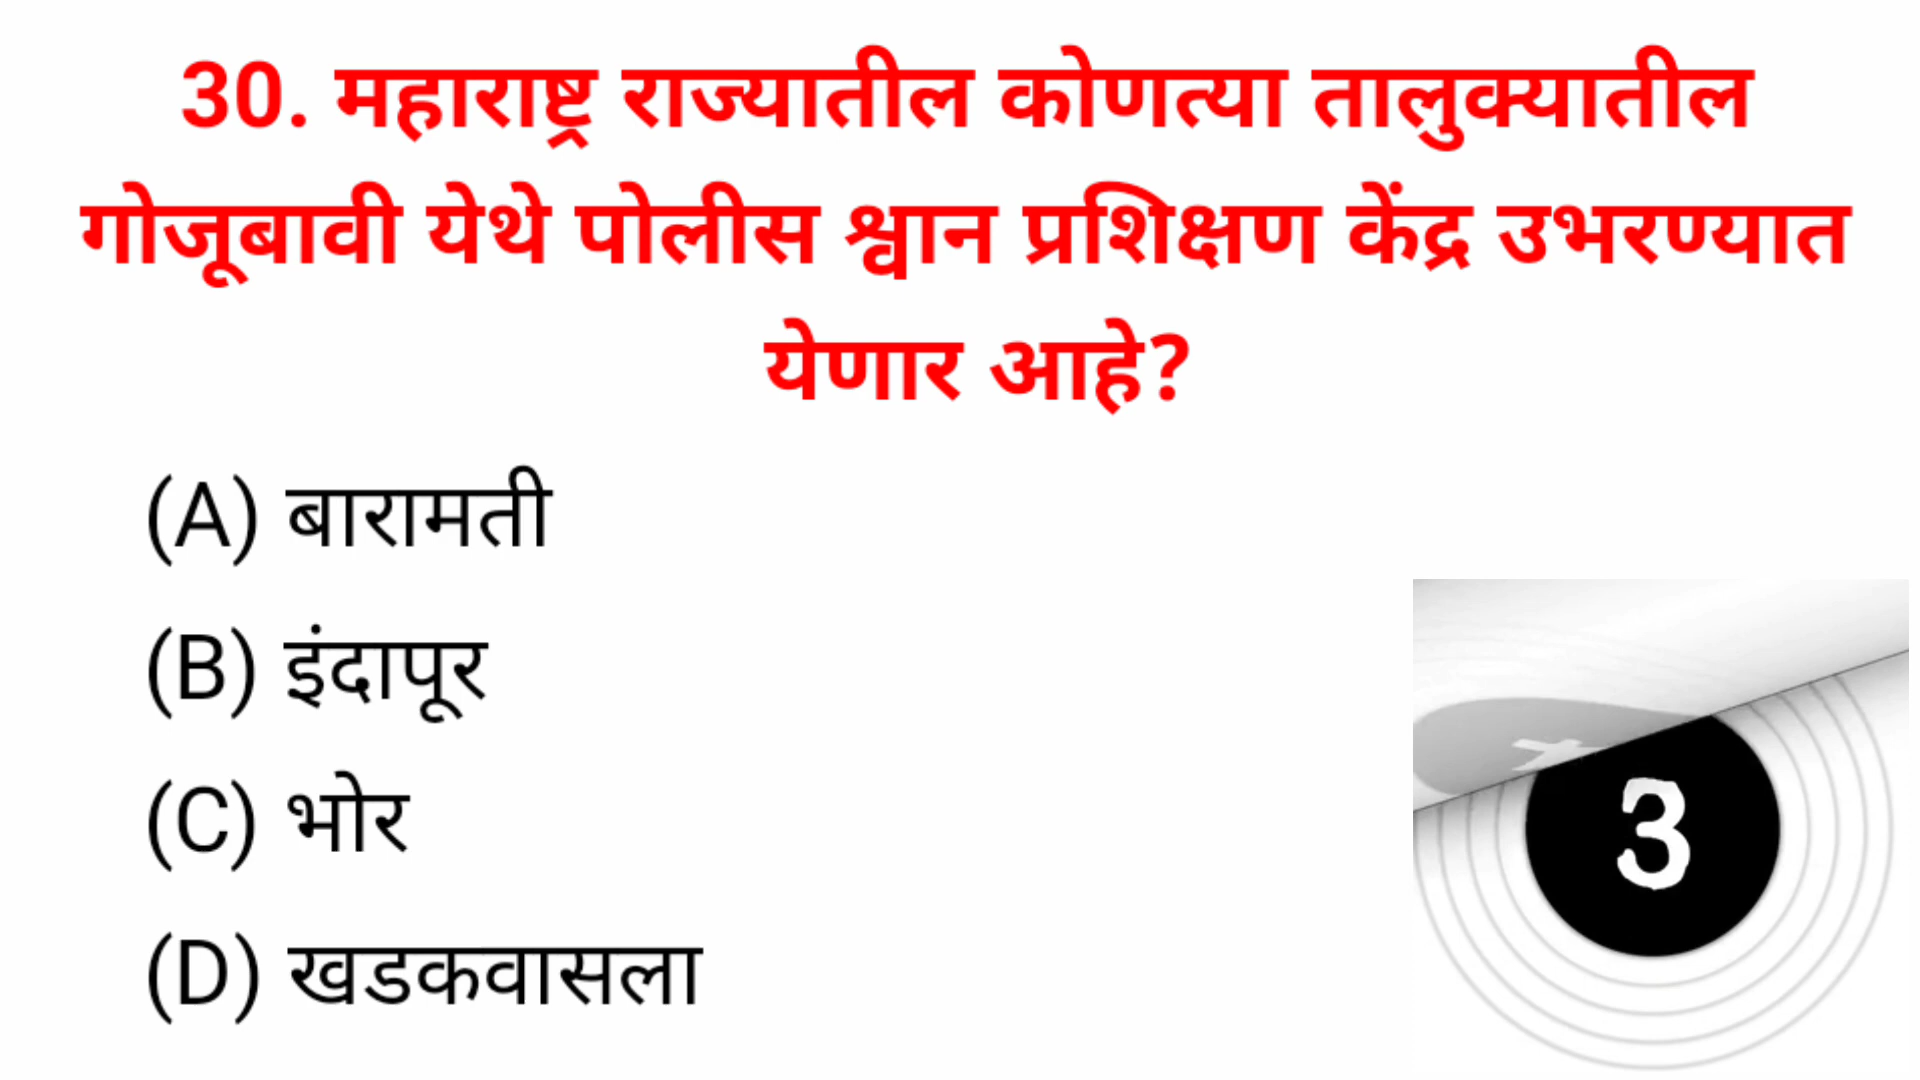 30. महाराष्ट्र राज्यातील कोणत्या तालुक्यातील
गोजूबावी येथे पोलीस श्वान प्रशिक्षण केंद्र उभरण्यात
येणार आहे?
(A) बारामती
(B) इंदापूर
(C) भोर
(D) खडकवासला
3